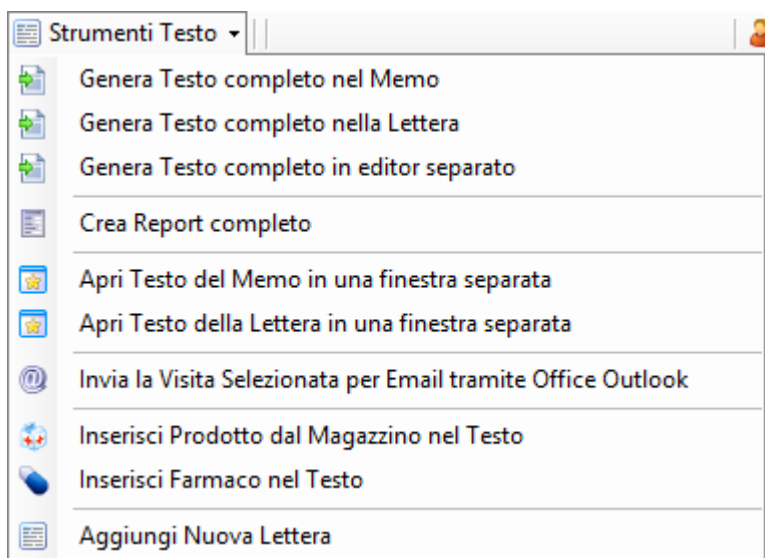 Strumenti Testo
Genera Testo completo nel Memo
Genera Testo completo nella Lettera
Genera Testo completo in editor separato
Crea Report completo
Apri Testo del Memo in una finestra separata
Apri Testo della Lettera in una finestra separata
Invia la Visita Selezionata per Email tramite Office Outlook
Inserisci Prodotto dal Magazzino nel Testo
Inserisci Farmaco nel Testo
Aggiungi Nuova Lettera